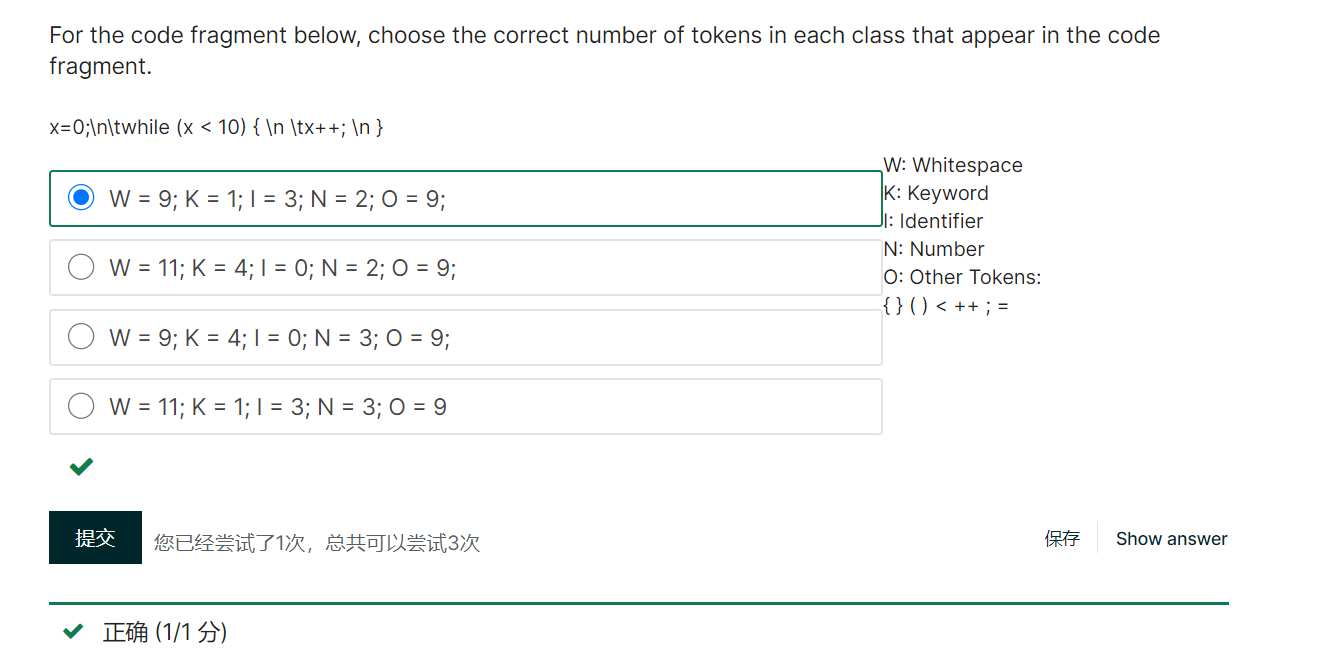 For the code fragment below, choose the correct number of tokens in each class that appear in the code
fragment.
x=0;\n\twhile (x < 10) { \n \tx++; \n }
W = 9; K = 1; I = 3; N = 2; O = 9;
W = 11; K = 4; I = 0; N = 2; O = 9;
W = 9; K = 4; I = 0; N = 3; O = 9;
W = 11; K = 1; I = 3; N = 3; O = 9
W: Whitespace
K: Keyword
I: Identifier
N: Number
O: Other Tokens:
{ } ( ) < ++ ; =
提交
您已经尝试了1次，总共可以尝试3次
保存
Show answer
正确 (1/1 分)